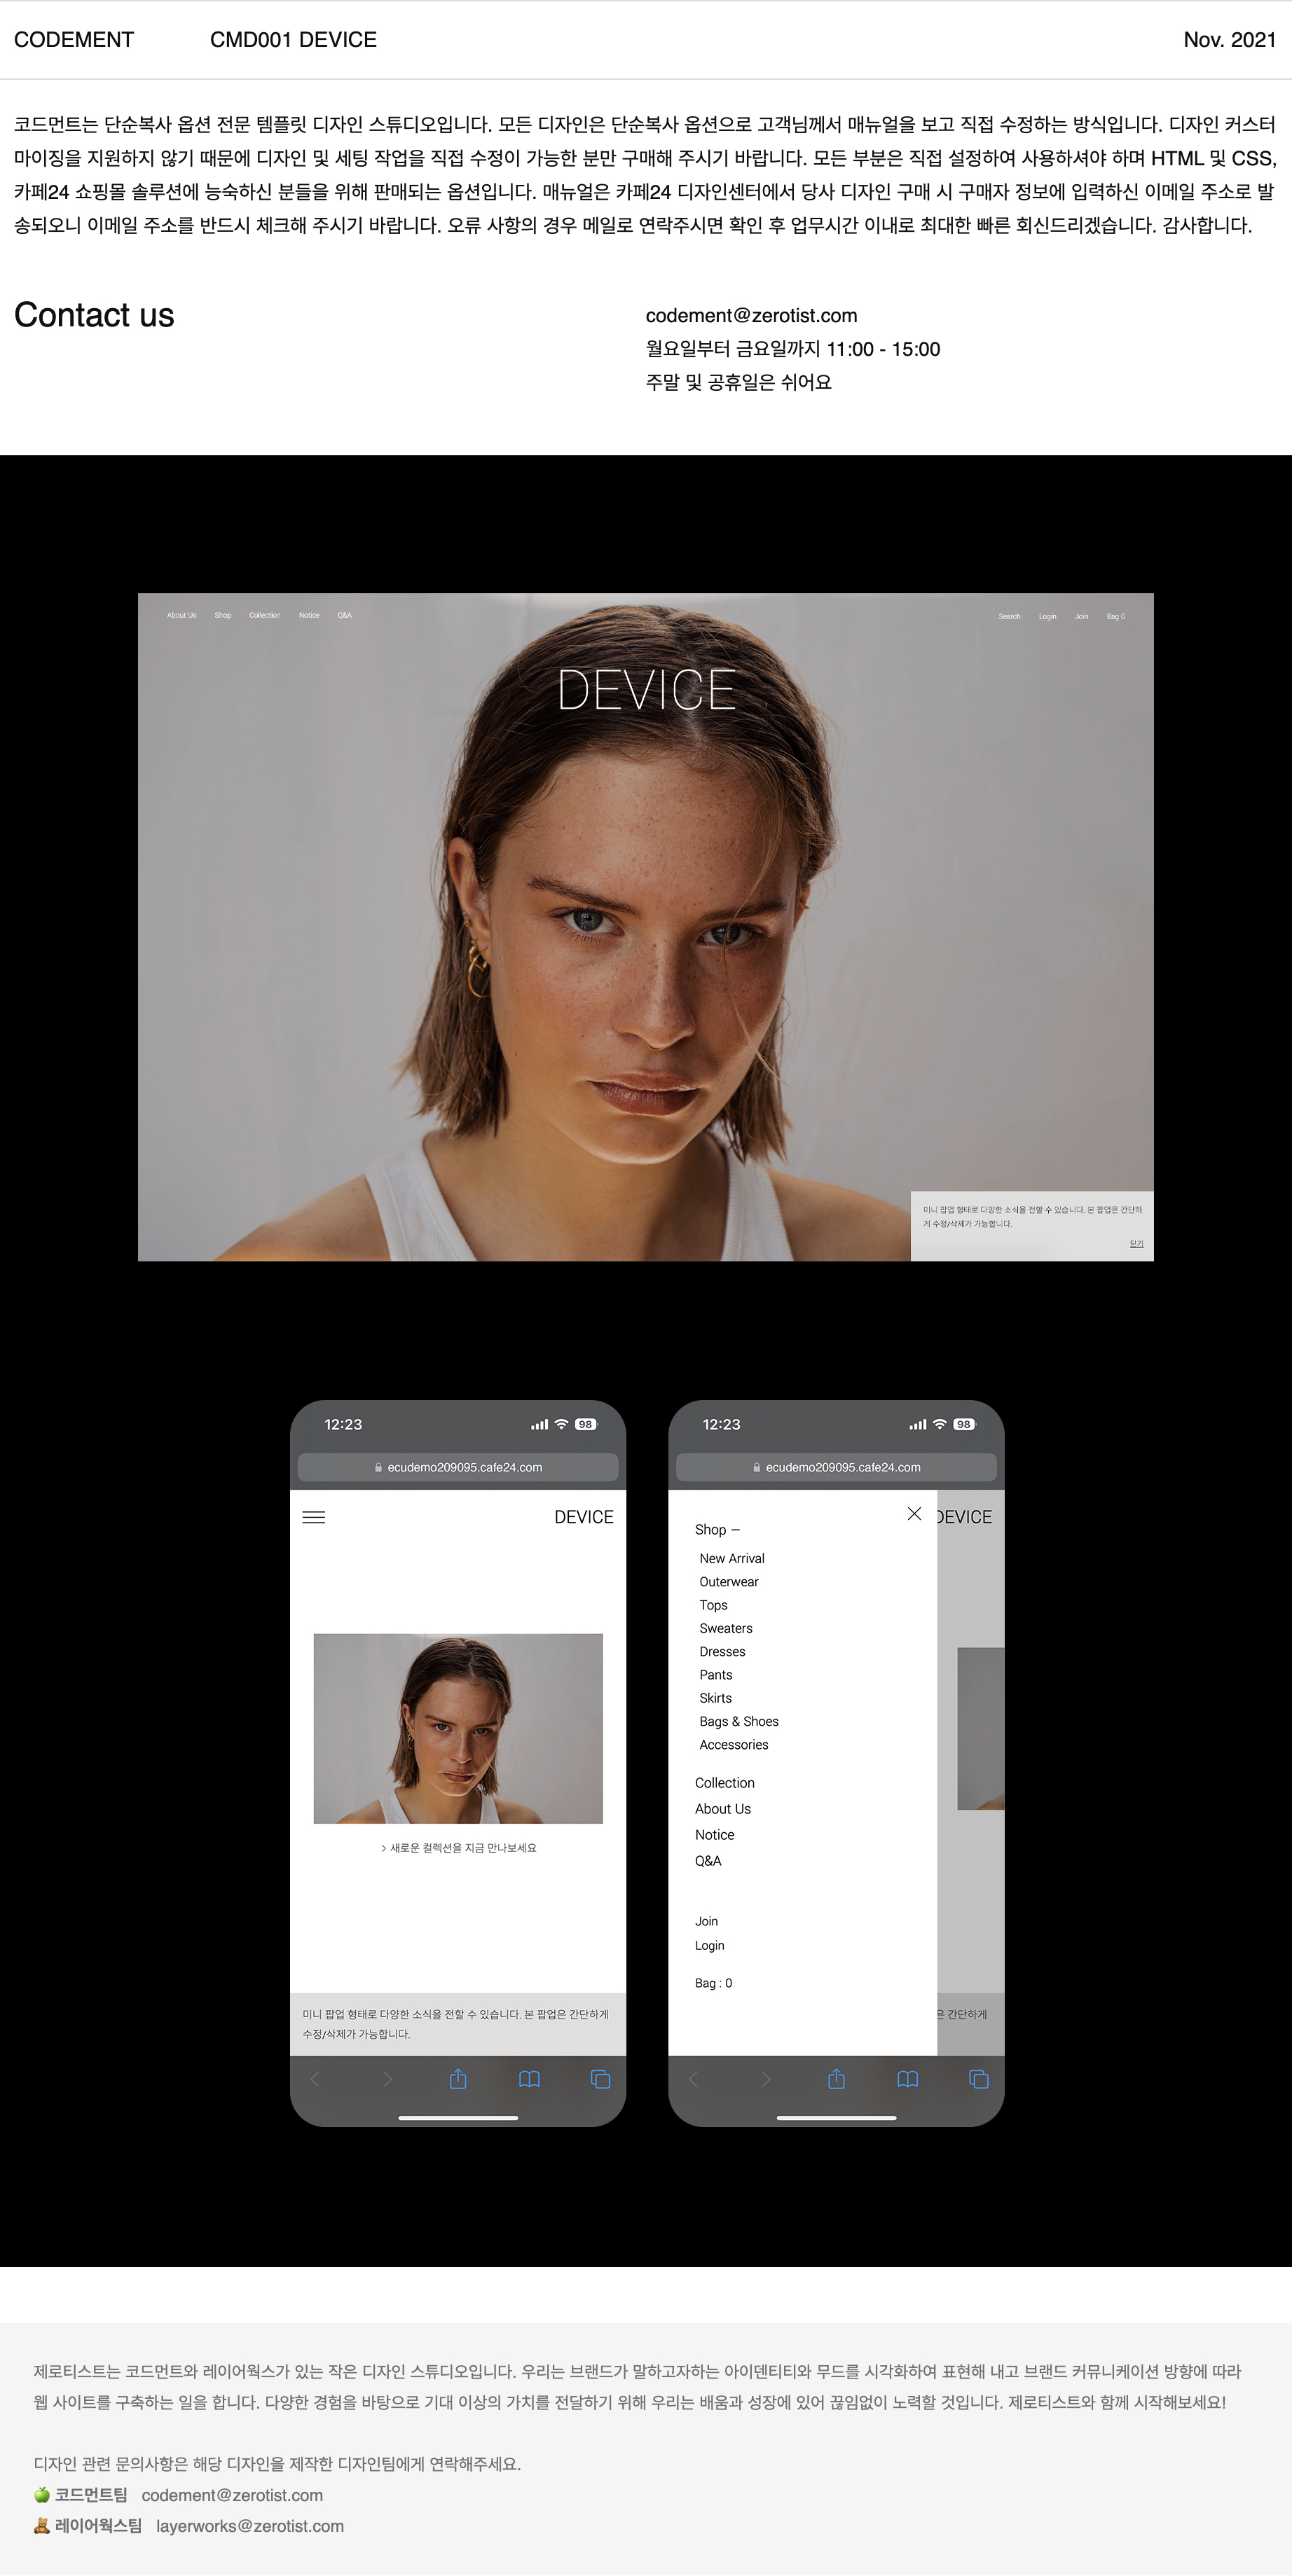 CODEMENT CMD001 DEVICE Nov. 2021
코드먼트는 단순복사 옵션 전문 템플릿 디자인 스튜디오입니다. 모든 디자인은 단순복사 옵션으로 고객님께서 매뉴얼을 보고 직접 수정하는 방식입니다. 디자인 커스터
마이징을 지원하지 않기 때문에 디자인 및 세팅 작업을 직접 수정이 가능한 분만 구매해 주시기 바랍니다. 모든 부분은 직접 설정하여 사용하셔야 하며 HTML 및 CSS,
카페24 쇼핑몰 솔루션에 능숙하신 분들을 위해 판매되는 옵션입니다. 매뉴얼은 카페24 디자인센터에서 당사 디자인 구매 시 구매자 정보에 입력하신 이메일 주소로 발
송되오니 이메일 주소를 반드시 체크해 주시기 바랍니다. 오류 사항의 경우 메일로 연락주시면 확인 후 업무시간 이내로 최대한 빠른 회신드리겠습니다. 감사합니다.
Contact us
codement@zerotist.com
월요일부터 금요일까지 11:00 - 15:00
주말 및 공휴일은 쉬어요
About Us Shop Collection Notice Q&A Search Login Join Bag 0
DEVICE
미니 팝업 형태로 다양한 소식을 전할 수 있습니다. 본 팝업은 간단하
게 수정/삭제가 가능합니다.
닫기
12:23 98
ecudemo209095.cafe24.com
DEVICE
> 새로운 컬렉션을 지금 만나보세요
미니 팝업 형태로 다양한 소식을 전할 수 있습니다. 본 팝업은 간단하게
수정/삭제가 가능합니다.
12:23 98
ecudemo209095.cafe24.com
DEVICE
Shop –
New Arrival
Outerwear
Tops
Sweaters
Dresses
Pants
Skirts
Bags & Shoes
Accessories
Collection
About Us
Notice
Q&A
Join
Login
Bag : 0
은 간단하게
제로티스트는 코드먼트와 레이어웍스가 있는 작은 디자인 스튜디오입니다. 우리는 브랜드가 말하고자하는 아이덴티티와 무드를 시각화하여 표현해 내고 브랜드 커뮤니케이션 방향에 따라
웹 사이트를 구축하는 일을 합니다. 다양한 경험을 바탕으로 기대 이상의 가치를 전달하기 위해 우리는 배움과 성장에 있어 끊임없이 노력할 것입니다. 제로티스트와 함께 시작해보세요!
디자인 관련 문의사항은 해당 디자인을 제작한 디자인팀에게 연락해주세요.
🍏 코드먼트팀 codement@zerotist.com
🧸 레이어웍스팀 layerworks@zerotist.com